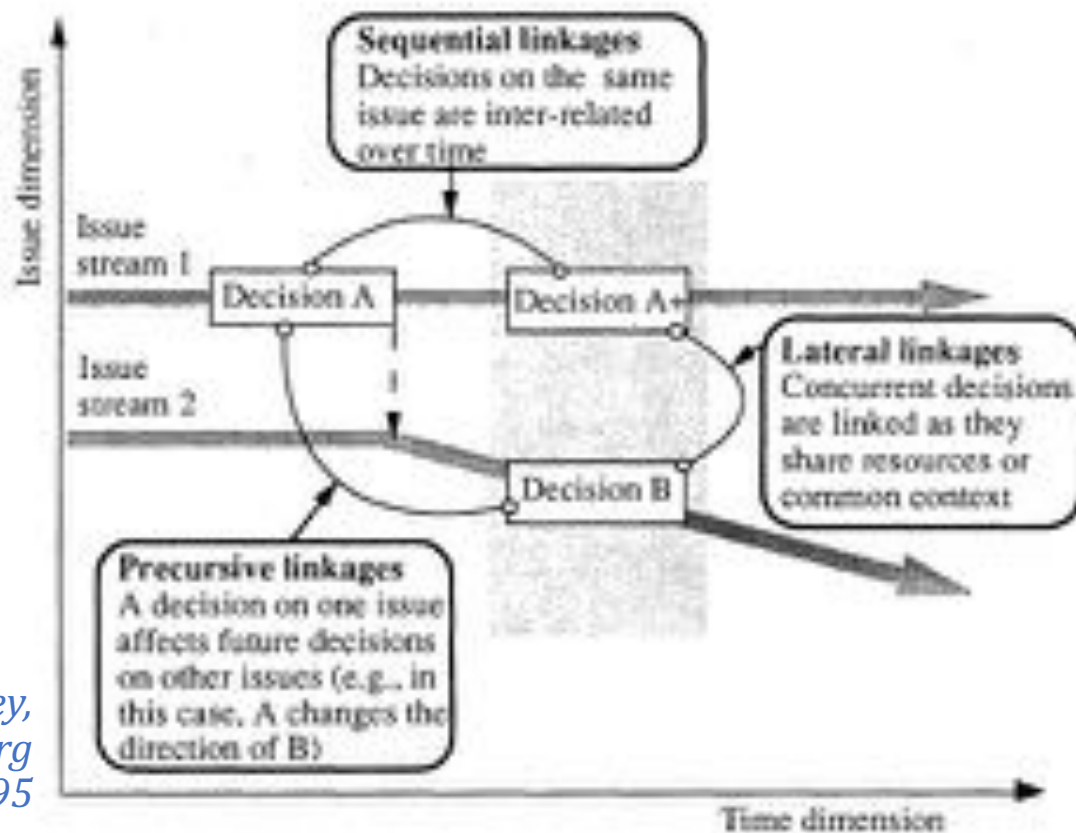 Issue dimension
Sequential linkages
Decisions on the same
issue are inter-related
over time
Issue
stream 1
Decision A
Decision A+
Issue
stream 2
Decision B
Lateral linkages
Concurrent decisions
are linked as they
share resources or
common context
Precursive linkages
A decision on one issue
affects future decisions
on other issues (e.g., in
this case, A changes the
direction of B)
ey,
rg
95
Time dimension